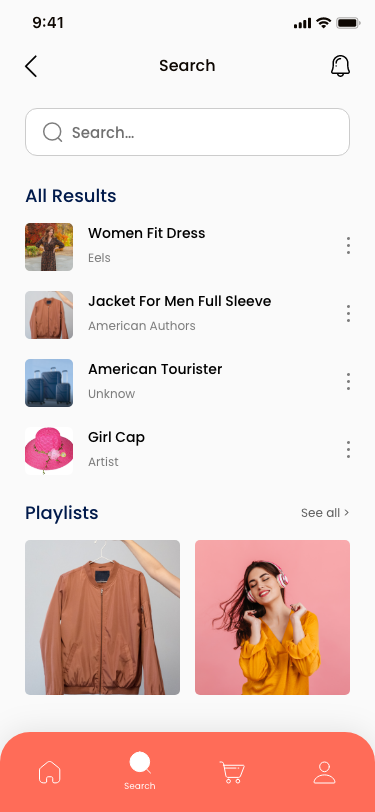 9:41
Search
Search...
All Results
Women Fit Dress
Eels
Jacket For Men Full Sleeve
American Authors
American Tourister
Unknow
Girl Cap
Artist
Playlists
See all >
Search